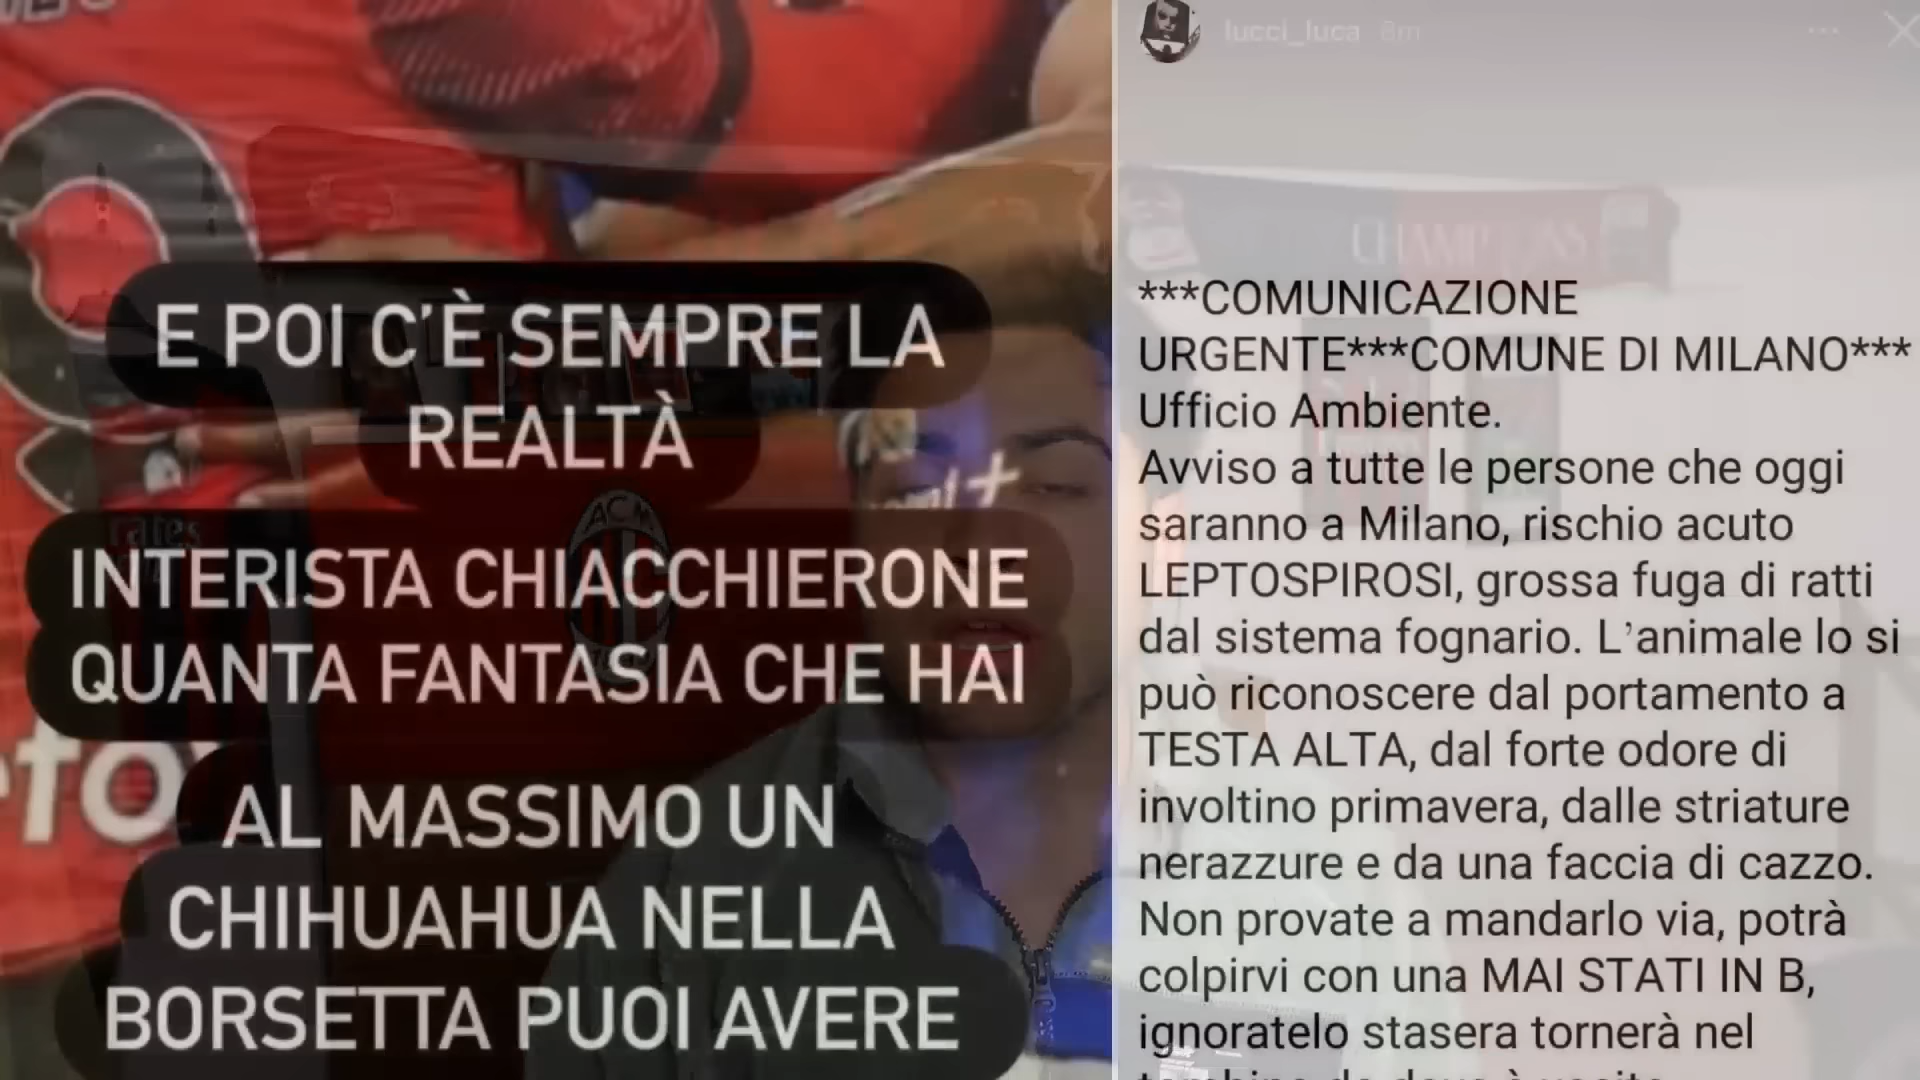 E POI C'È SEMPRE LA
REALTÀ
INTERISTA CHIACCHIERONE
QUANTA FANTASIA CHE HAI
AL MASSIMO UN
CHIHUAHUA NELLA
BORSETTA PUOI AVERE
ACM
lucci_luca 8m
***COMUNICAZIONE
URGENTE***COMUNE DI MILANO***
Ufficio Ambiente.
Avviso a tutte le persone che oggi
saranno a Milano, rischio acuto
LEPTOSPIROSI, grossa fuga di ratti
dal sistema fognario. L'animale lo si
può riconoscere dal portamento a
TESTA ALTA, dal forte odore di
involtino primavera, dalle striature
nerazzure e da una faccia di cazzo.
Non provate a mandarlo via, potrà
colpirvi con una MAI STATI IN B,
ignoratelo stasera tornerà nel